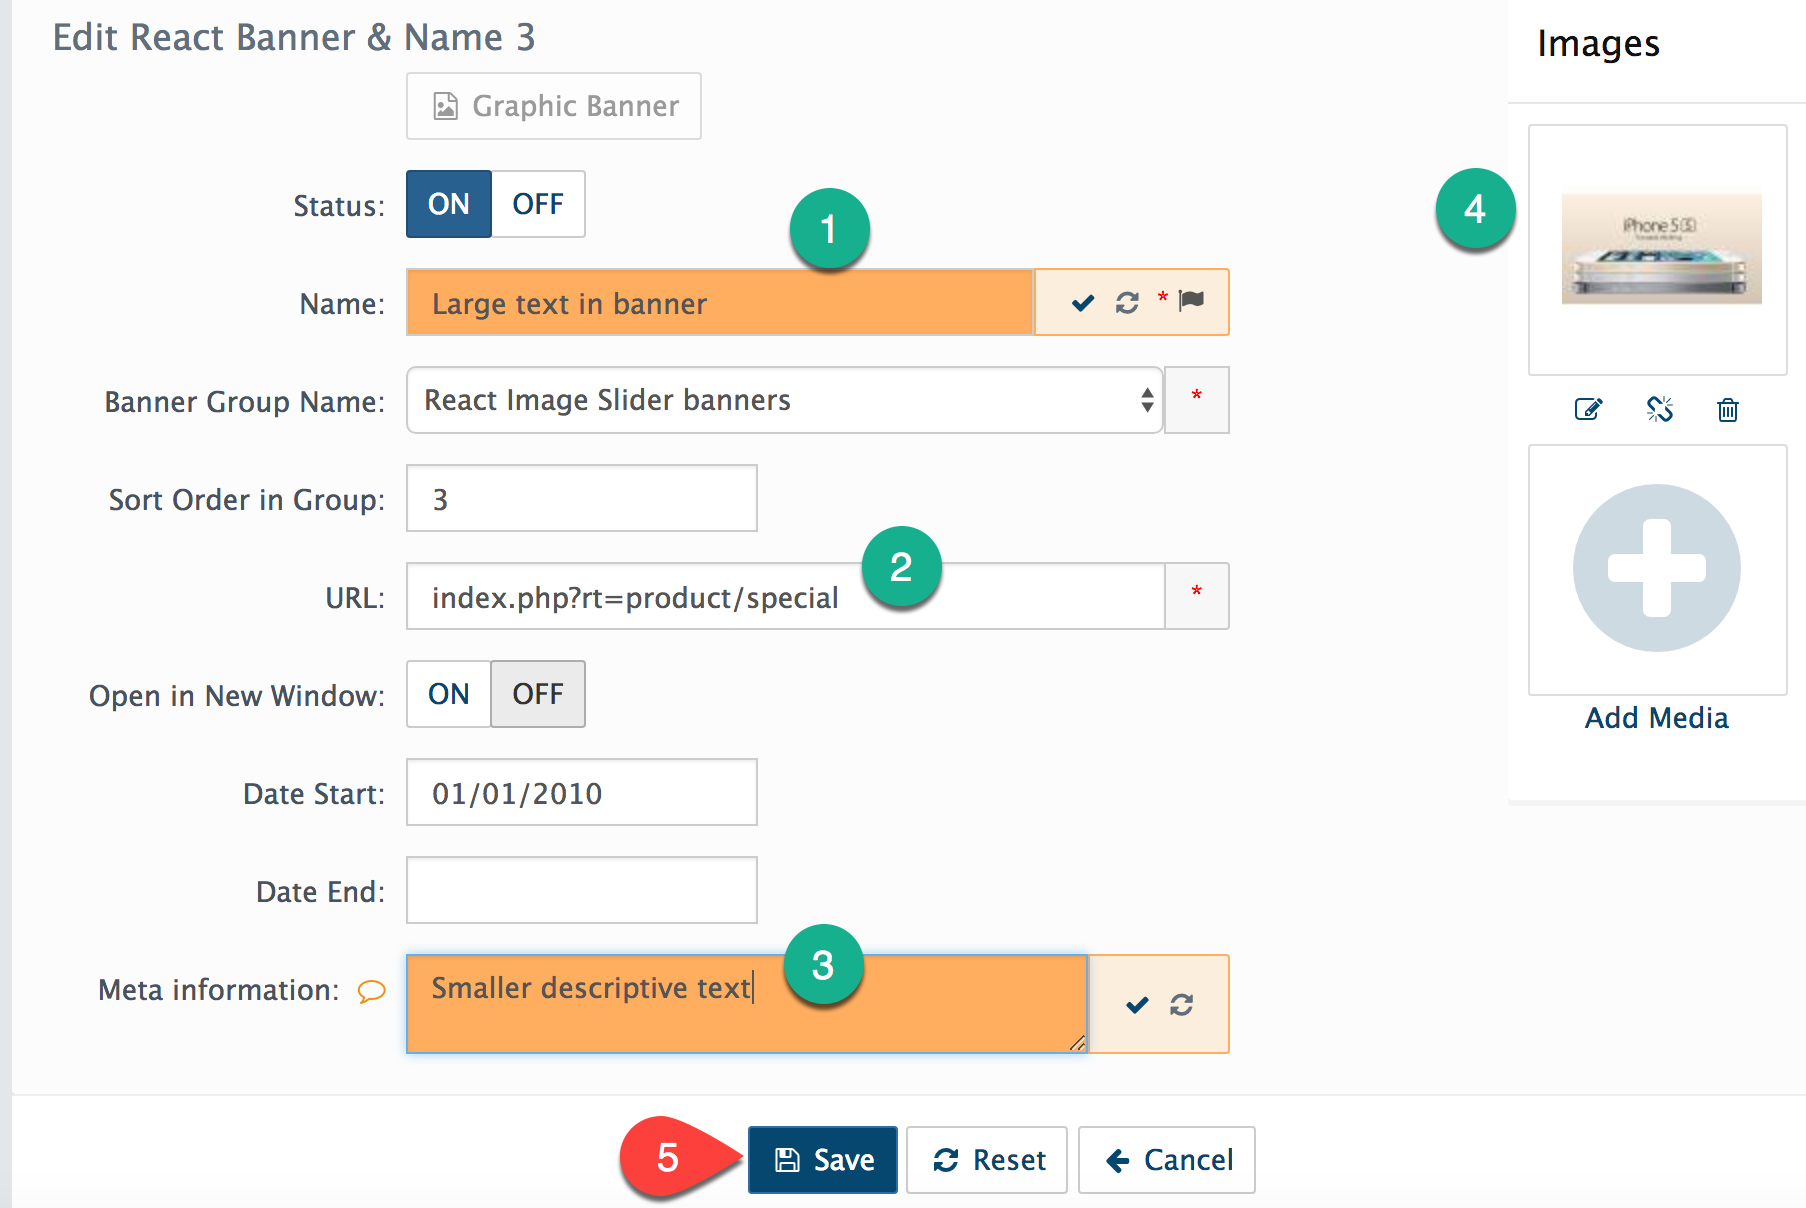 Edit React Banner & Name 3
Images
Graphic Banner
Status: ON OFF
1
4
iPhone 5S
Name: Large text in banner *
Banner Group Name: React Image Slider banners *
Sort Order in Group: 3
2
URL: index.php?rt=product/special *
Open in New Window: ON OFF
Add Media
Date Start: 01/01/2010
Date End:
3
Meta information: Smaller descriptive text
5
Save Reset Cancel